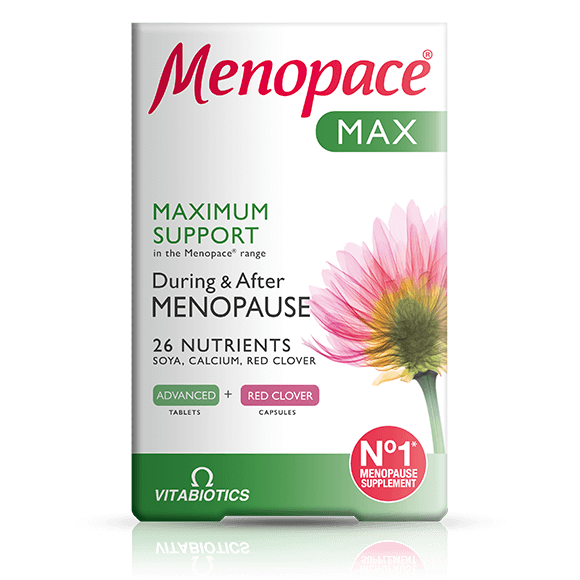 Menopace®
MAX
MAXIMUM
SUPPORT
in the Menopace® range
During & After
MENOPAUSE
26 NUTRIENTS
SOYA, CALCIUM, RED CLOVER
ADVANCED + RED CLOVER
TABLETS CAPSULES
Nº1*
MENOPAUSE
SUPPLEMENT
VITABIOTICS